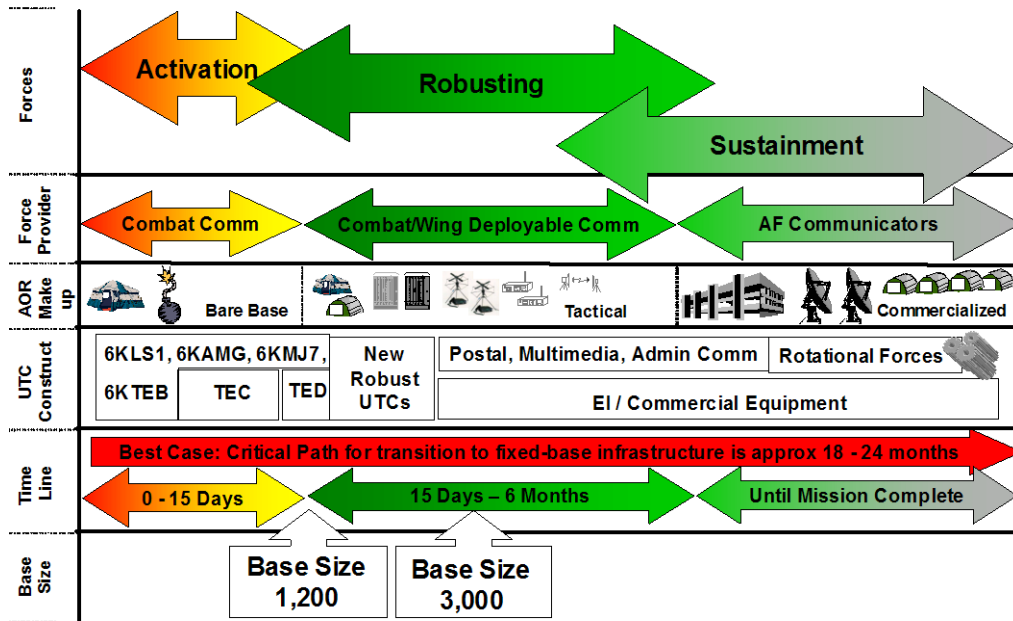 Forces
Activation
Robusting
Sustainment
Force
Provider
Combat Comm
Combat/Wing Deployable Comm
AF Communicators
AOR
Make
up
Bare Base
Tactical
Commercialized
UTC
Construct
6KLS1, 6KAMG, 6KMJ7,
6KTEB
TEC
TED
New
Robust
UTCs
Postal, Multimedia, Admin Comm
Rotational Forces
EI / Commercial Equipment
Time
Line
Best Case: Critical Path for transition to fixed-base infrastructure is approx 18 - 24 months
0 - 15 Days
15 Days – 6 Months
Until Mission Complete
Base
Size
Base Size
1,200
Base Size
3,000